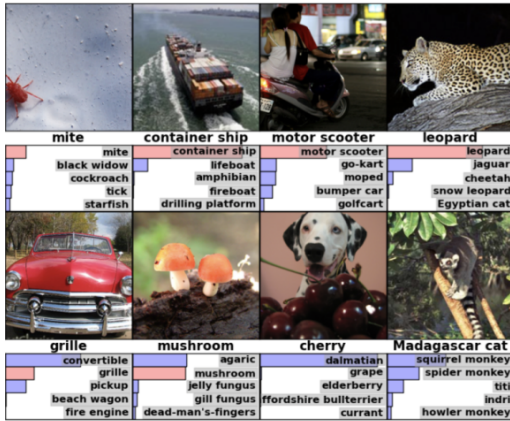 mite
container ship
motor scooter
leopard
mite
black widow
cockroach
tick
starfish
container ship
lifeboat
amphibian
fireboat
drilling platform
motor scooter
go-kart
moped
bumper car
golfcart
leopard
jaguar
cheetah
snow leopard
Egyptian cat
grille
mushroom
cherry
Madagascar cat
convertible
grille
pickup
beach wagon
fire engine
agaric
mushroom
jelly fungus
gill fungus
dead-man's-fingers
dalmatian
grape
elderberry
ffordshire bullterrier
currant
squirrel monkey
spider monkey
titi
indri
howler monkey